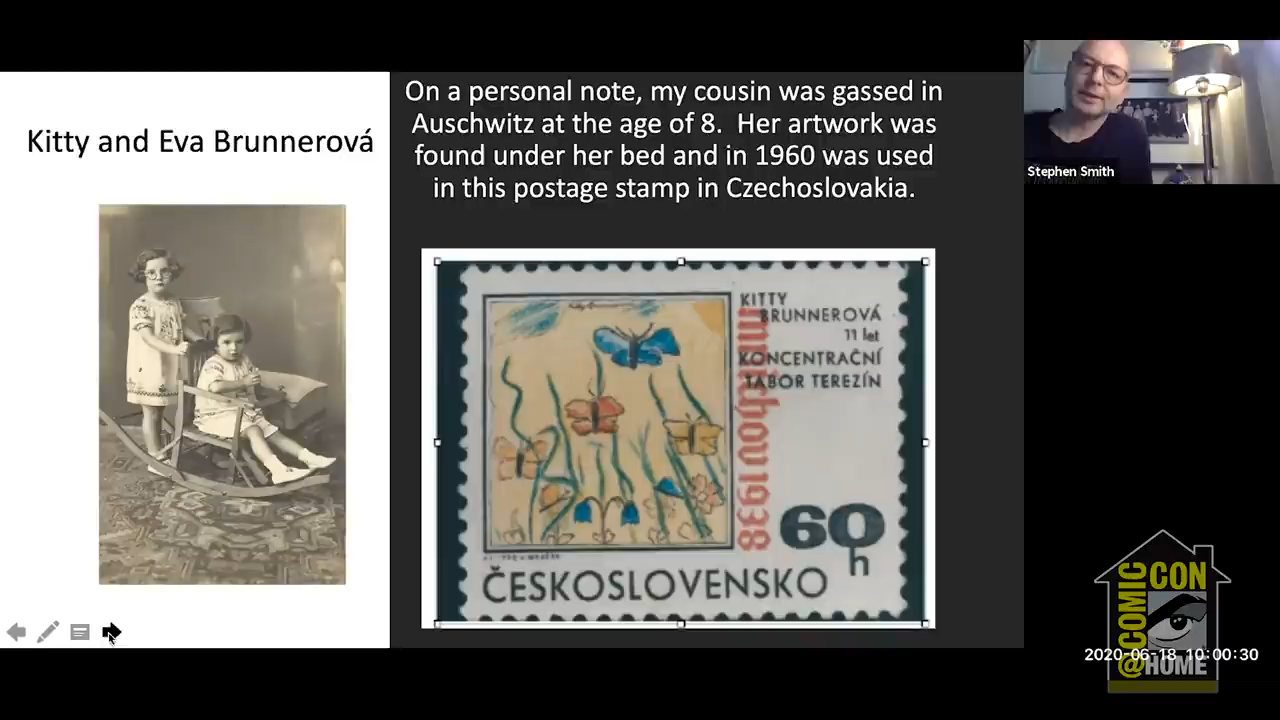 Kitty and Eva Brunnerová
On a personal note, my cousin was gassed in
Auschwitz at the age of 8. Her artwork was
found under her bed and in 1960 was used
in this postage stamp in Czechoslovakia.
KITTY
BRUNNEROVÁ
11 let
KONCENTRAČNÍ
TÁBOR TEREZÍN
mnichov 1938
60
h
ČESKOSLOVENSKO
Stephen Smith
@COMIC
CON
HOME
2020-06-18 10:00:30